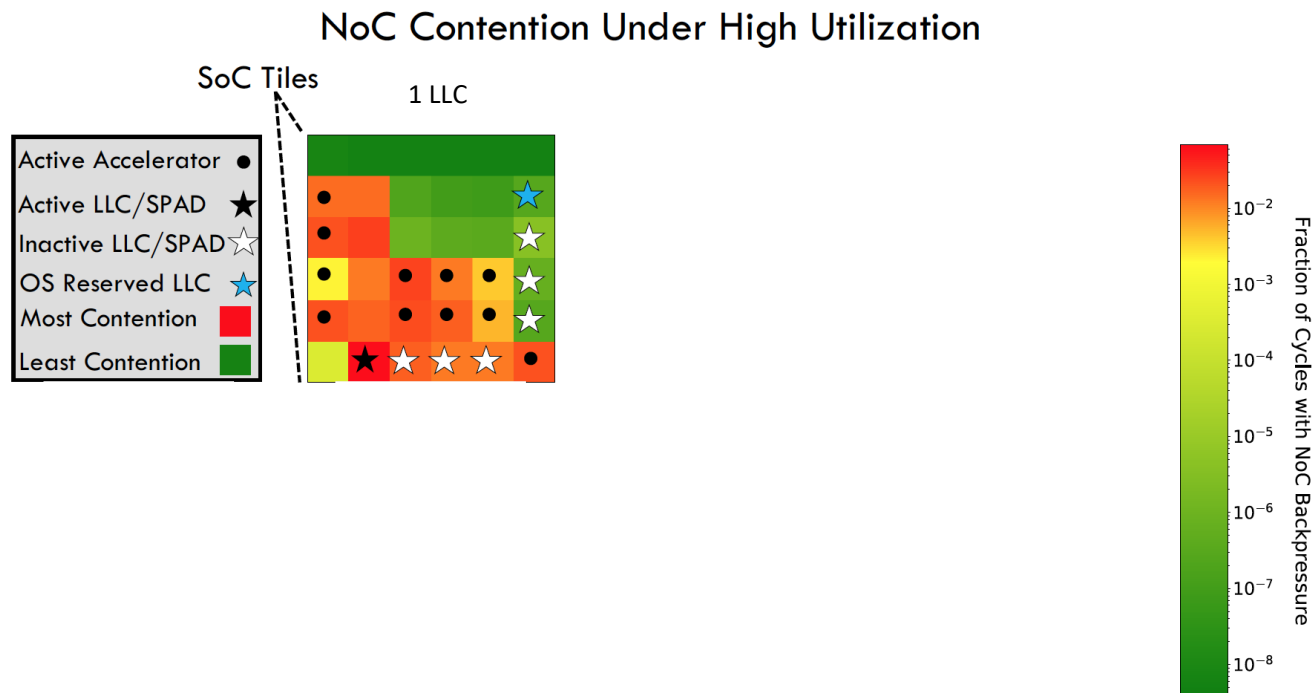 NoC Contention Under High Utilization
SoC Tiles
1 LLC
Active Accelerator
Active LLC/SPAD
Inactive LLC/SPAD
OS Reserved LLC
Most Contention
Least Contention
10⁻²
10⁻³
10⁻⁴
10⁻⁵
10⁻⁶
10⁻⁷
10⁻⁸
Fraction of Cycles with NoC Backpressure